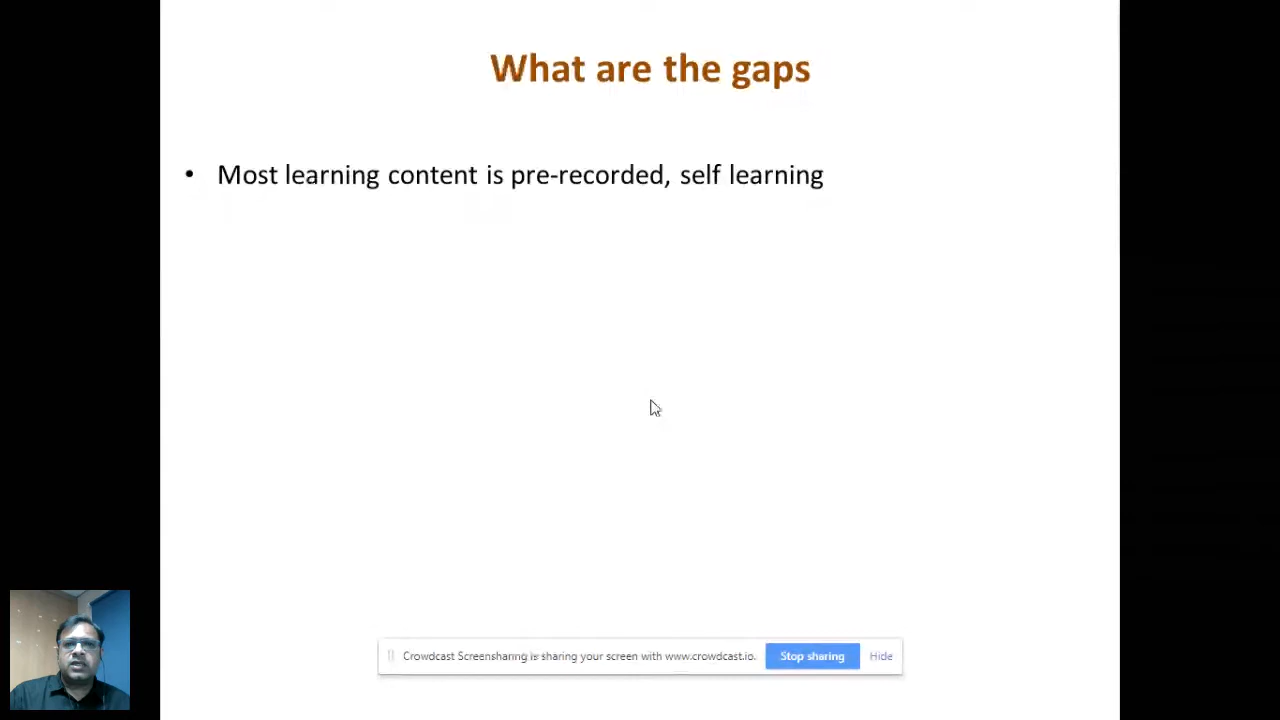 What are the gaps
• Most learning content is pre-recorded, self learning
Crowdcast Screensharing is sharing your screen with www.crowdcast.io. Stop sharing Hide